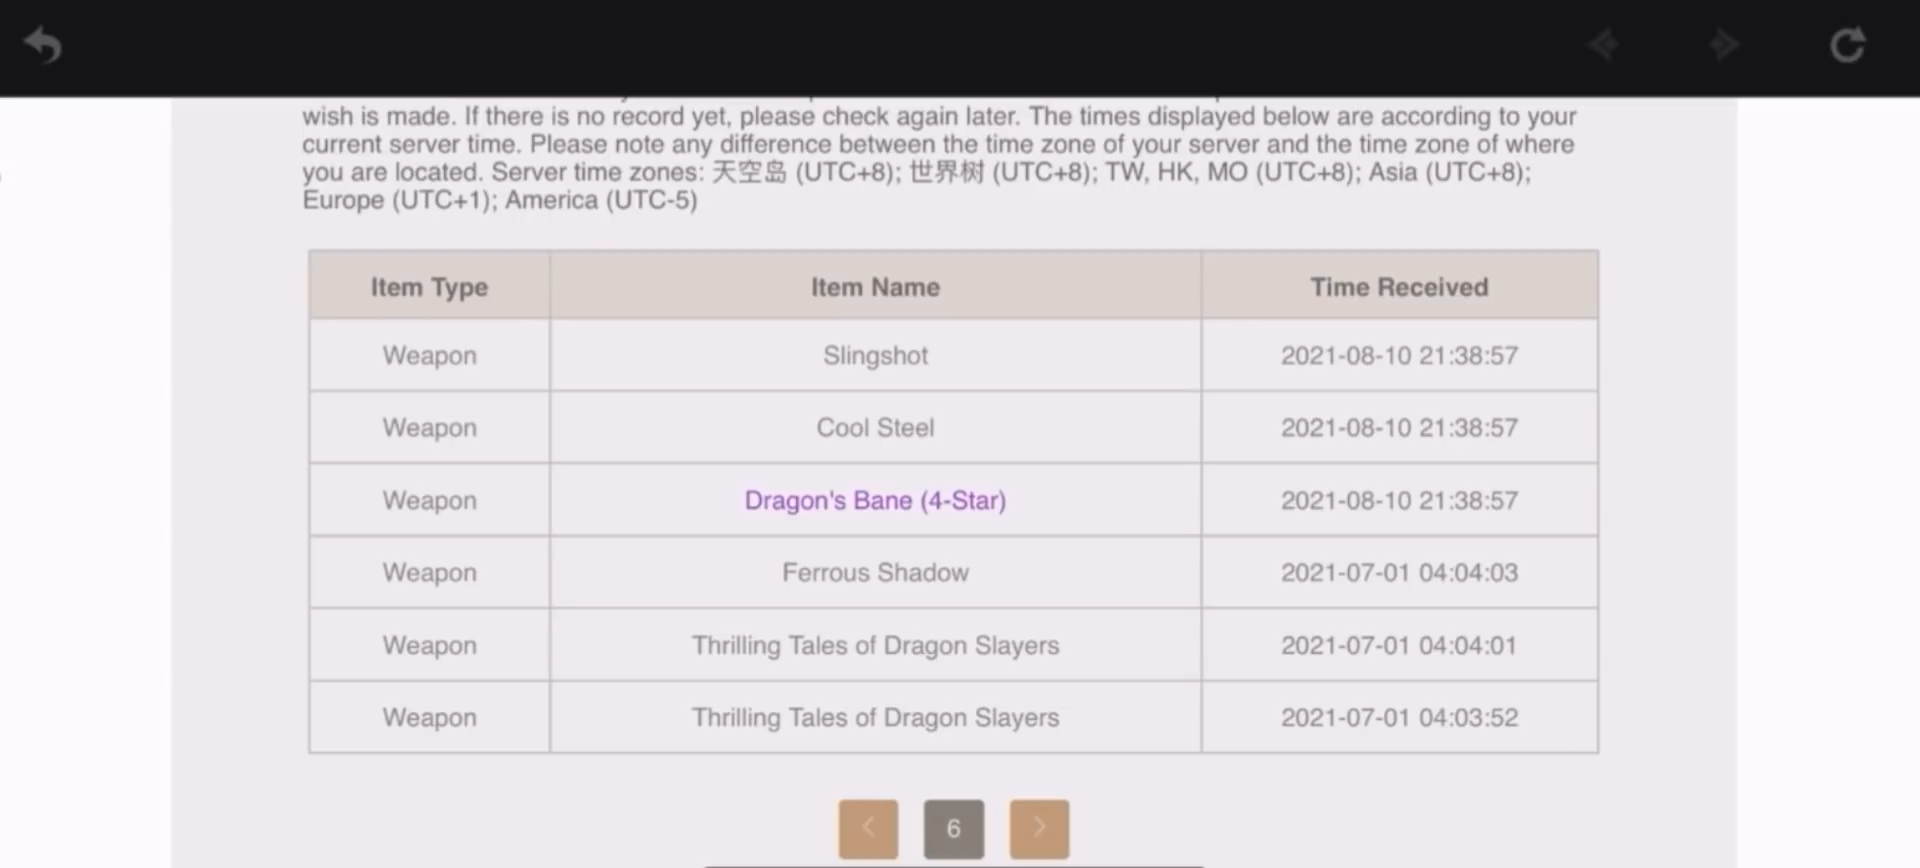 wish is made. If there is no record yet, please check again later. The times displayed below are according to your
current server time. Please note any difference between the time zone of your server and the time zone of where
you are located. Server time zones: 天空岛 (UTC+8); 世界树 (UTC+8); TW, HK, MO (UTC+8); Asia (UTC+8);
Europe (UTC+1); America (UTC-5)
Item Type Item Name Time Received
Weapon Slingshot 2021-08-10 21:38:57
Weapon Cool Steel 2021-08-10 21:38:57
Weapon Dragon's Bane (4-Star) 2021-08-10 21:38:57
Weapon Ferrous Shadow 2021-07-01 04:04:03
Weapon Thrilling Tales of Dragon Slayers 2021-07-01 04:04:01
Weapon Thrilling Tales of Dragon Slayers 2021-07-01 04:03:52
6